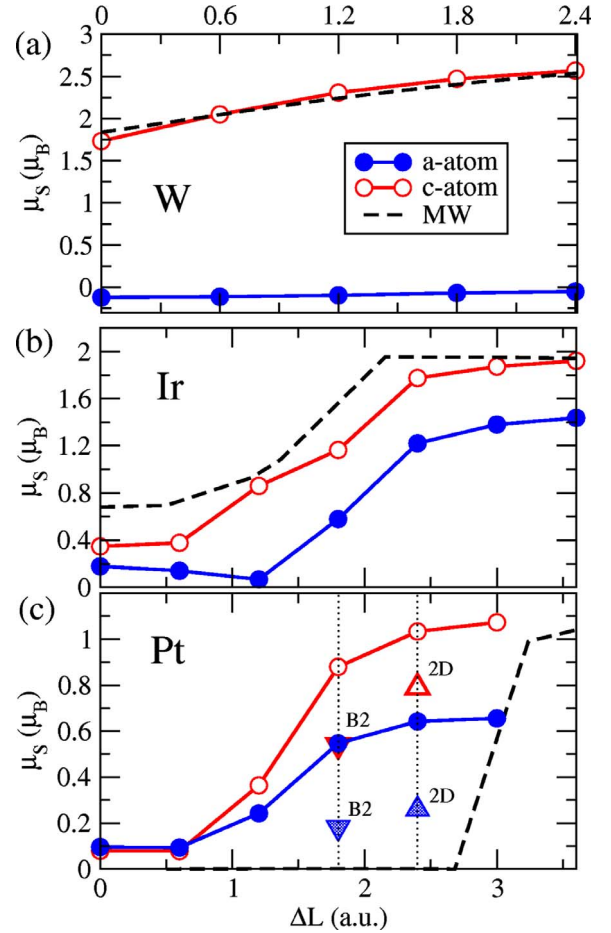 0 0.6 1.2 1.8 2.4
(a)
3
2.5
2
1.5
1
0.5
0
μS (μB)
W
a-atom
c-atom
MW
(b)
2
1.6
1.2
0.8
0.4
0
μS (μB)
Ir
(c)
1
0.8
0.6
0.4
0.2
0
μS (μB)
Pt
2D
B2
B2
2D
0 1 2 3
ΔL (a.u.)